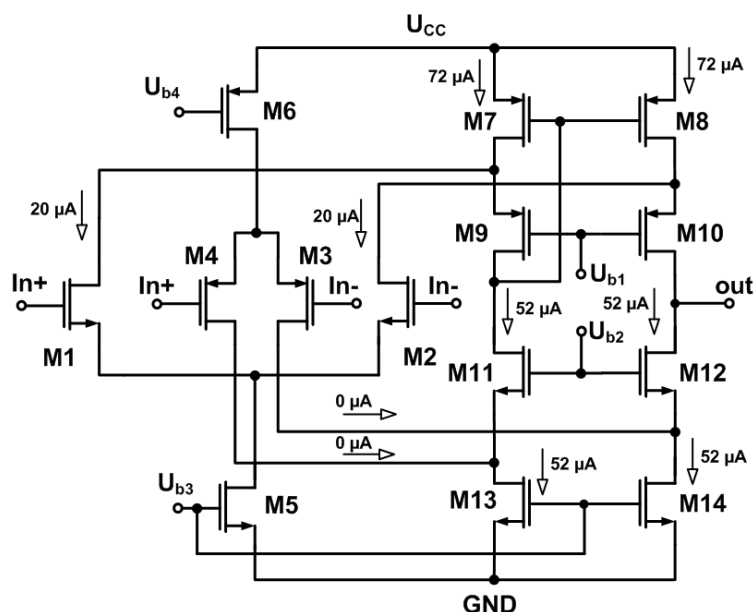 U_CC
72 µA
72 µA
U_b4
M6
M7
M8
20 µA
20 µA
M4
M3
M9
M10
In+
In+
In-
In-
U_b1
out
52 µA
52 µA
U_b2
M1
M2
M11
M12
0 µA
0 µA
U_b3
M5
52 µA
52 µA
M13
M14
GND